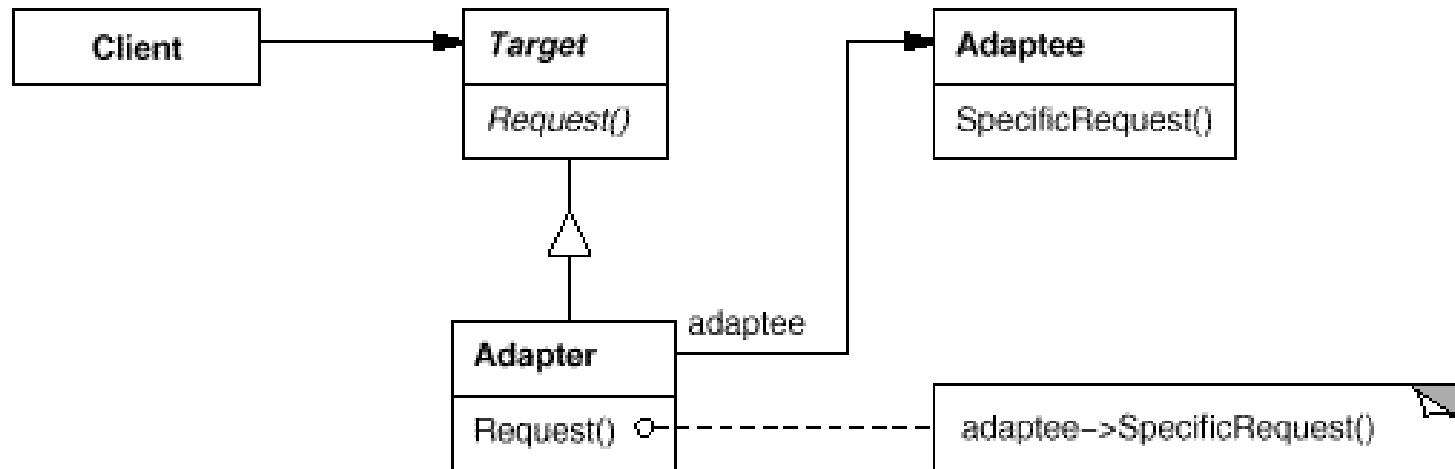 Client
Target
Request()
Adaptee
SpecificRequest()
adaptee
Adapter
Request()
adaptee->SpecificRequest()